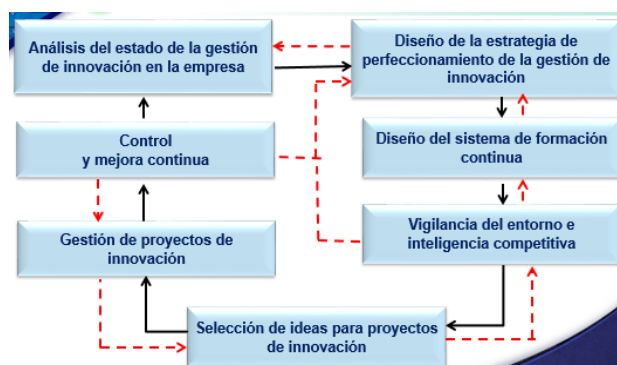 Análisis del estado de la gestión
de innovación en la empresa
Diseño de la estrategia de
perfeccionamiento de la gestión de
innovación
Control
y mejora continua
Diseño del sistema de formación
continua
Gestión de proyectos de
innovación
Vigilancia del entorno e
inteligencia competitiva
Selección de ideas para proyectos
de innovación